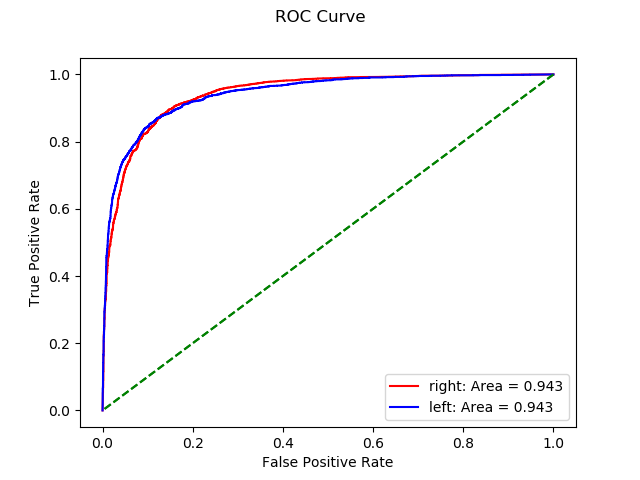 ROC Curve
1.0
0.8
0.6
0.4
0.2
0.0
True Positive Rate
right: Area = 0.943
left: Area = 0.943
0.0 0.2 0.4 0.6 0.8 1.0
False Positive Rate